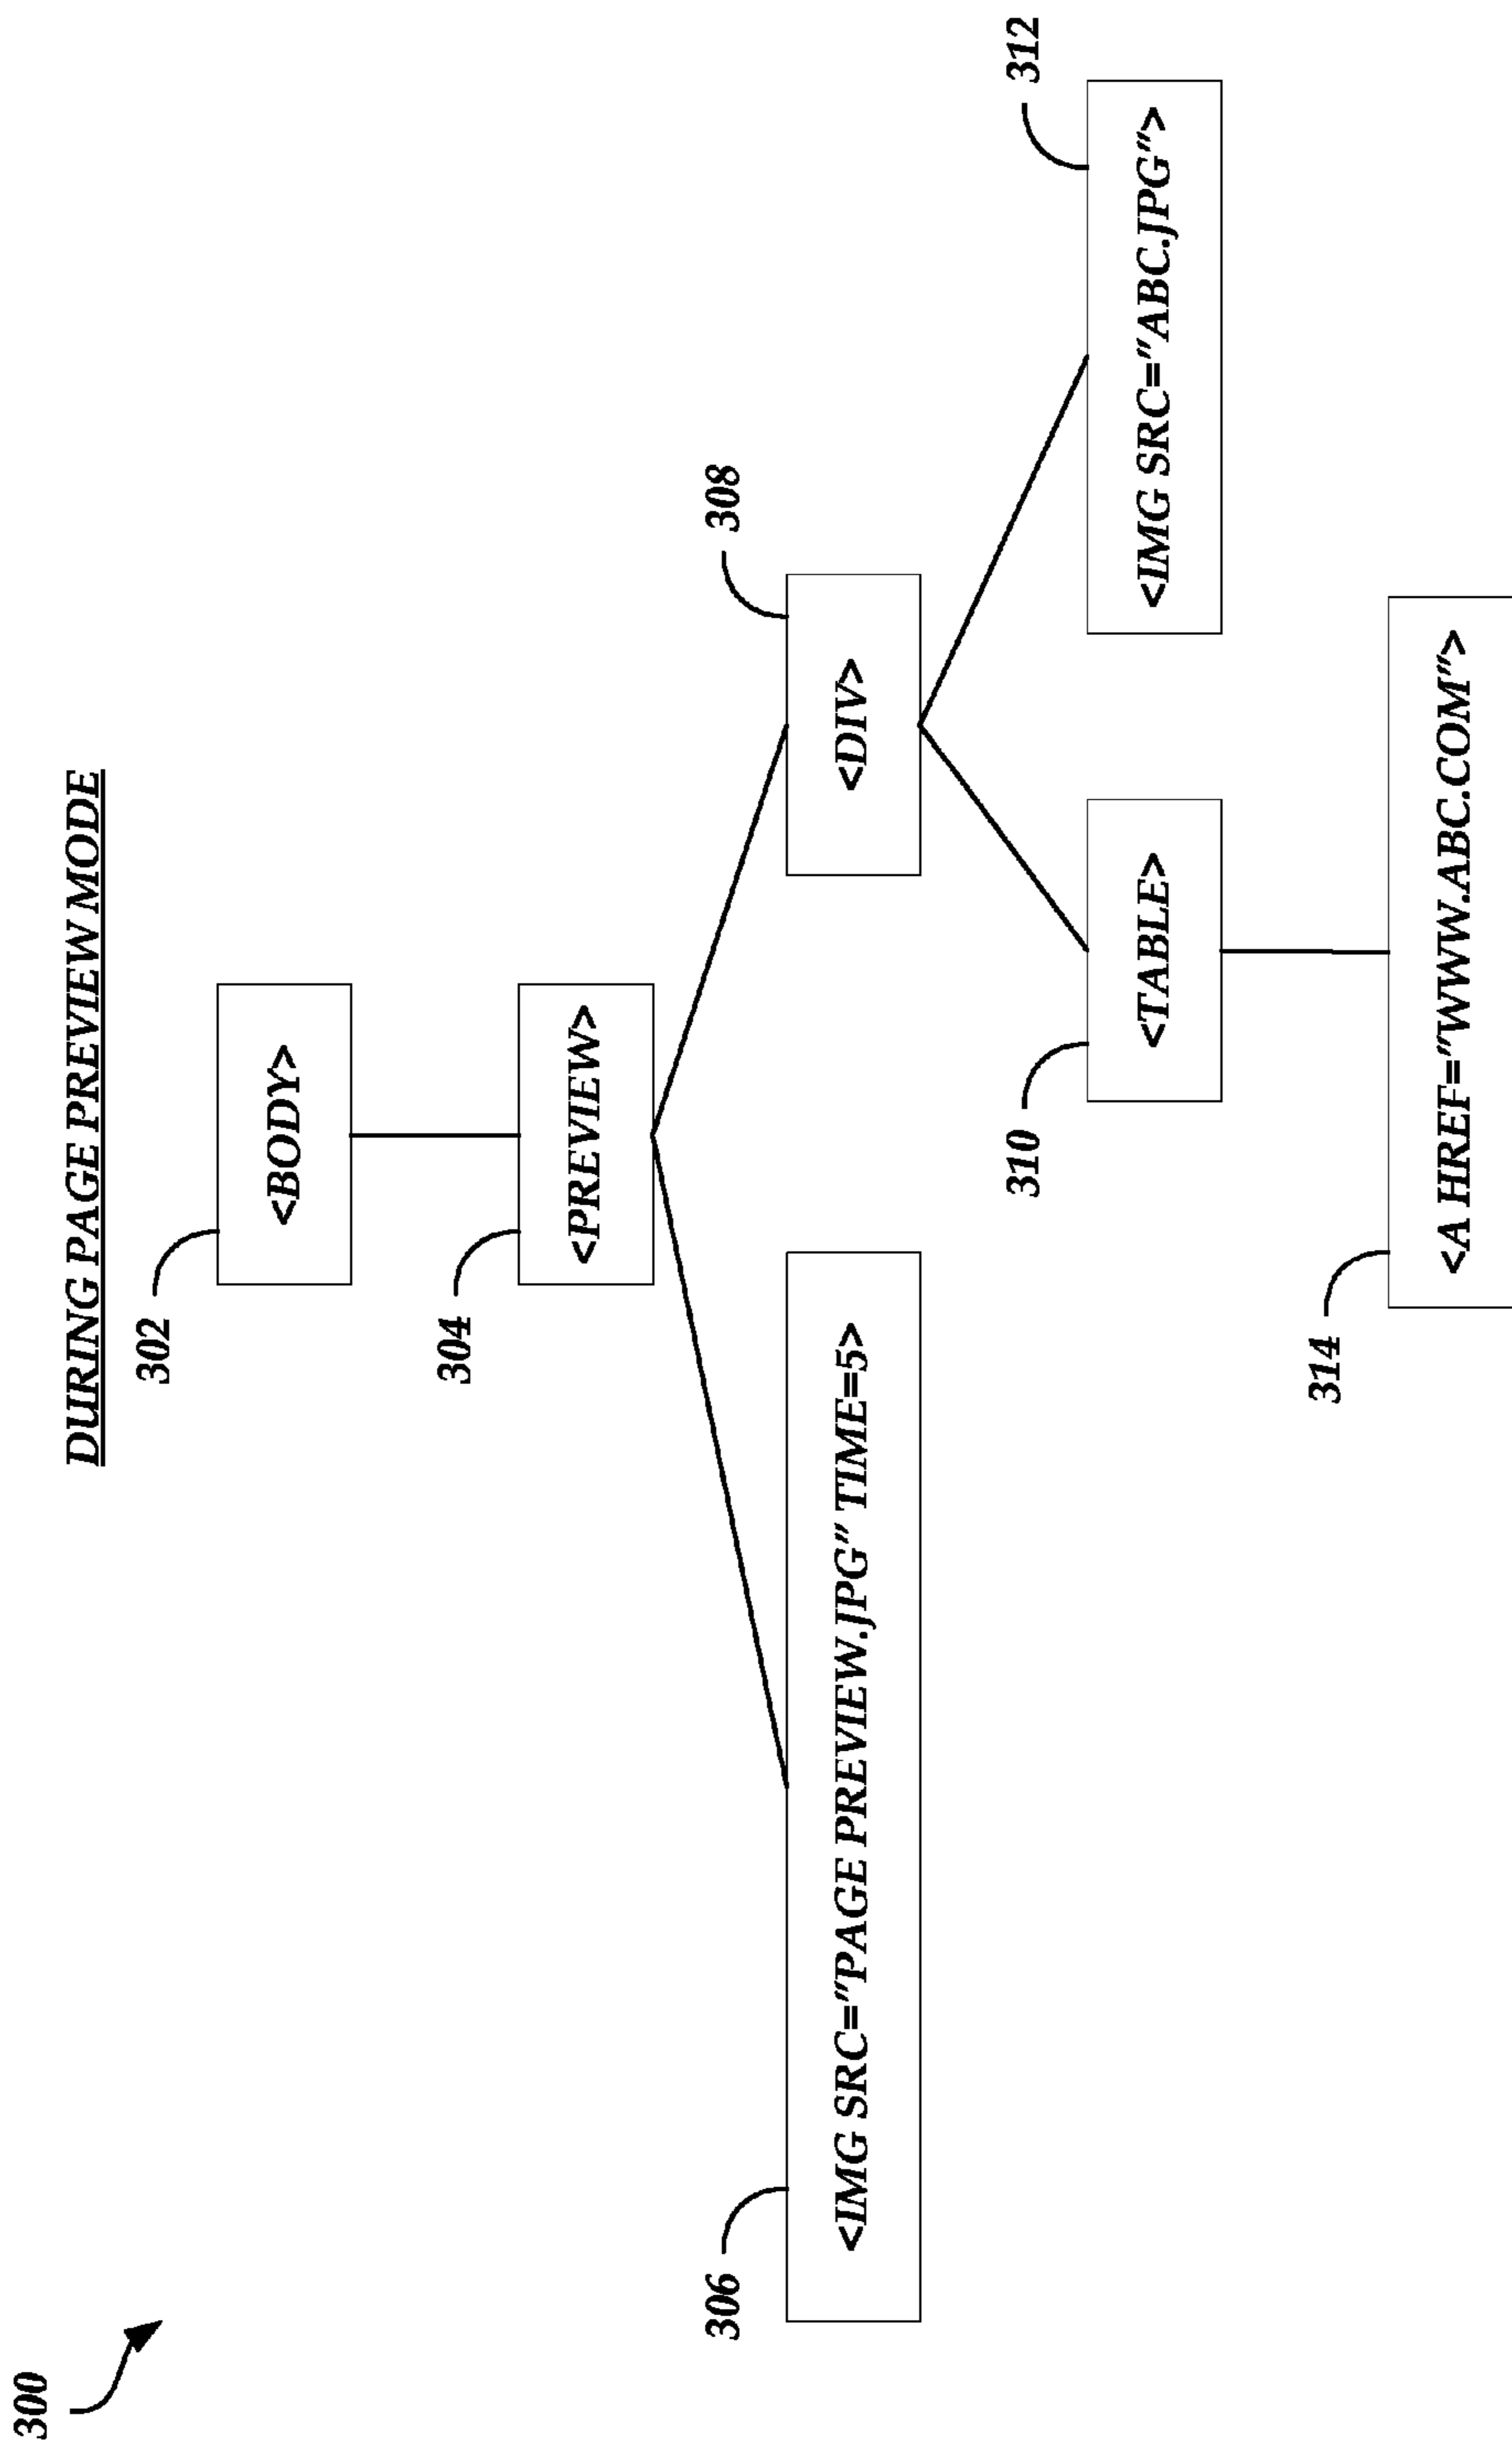 300
DURING PAGE PREVIEW MODE
302
<BODY>
304
<PREVIEW>
306
<IMG SRC="PAGE PREVIEW.JPG" TIME=5>
308
<DIV>
310
<TABLE>
312
<IMG SRC="ABC.JPG">
314
<A HREF="WWW.ABC.COM">